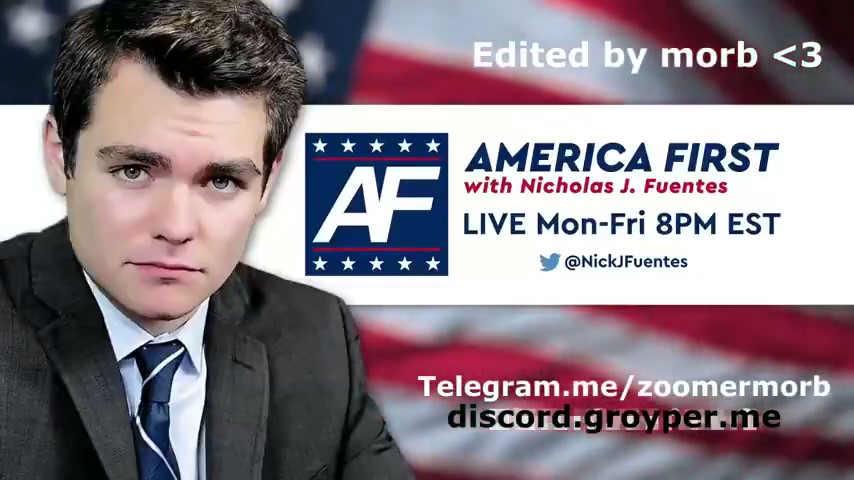 Edited by morb <3
AF
AMERICA FIRST
with Nicholas J. Fuentes
LIVE Mon-Fri 8PM EST
@NickJFuentes
Telegram.me/zoomermorb
discord.groyper.me